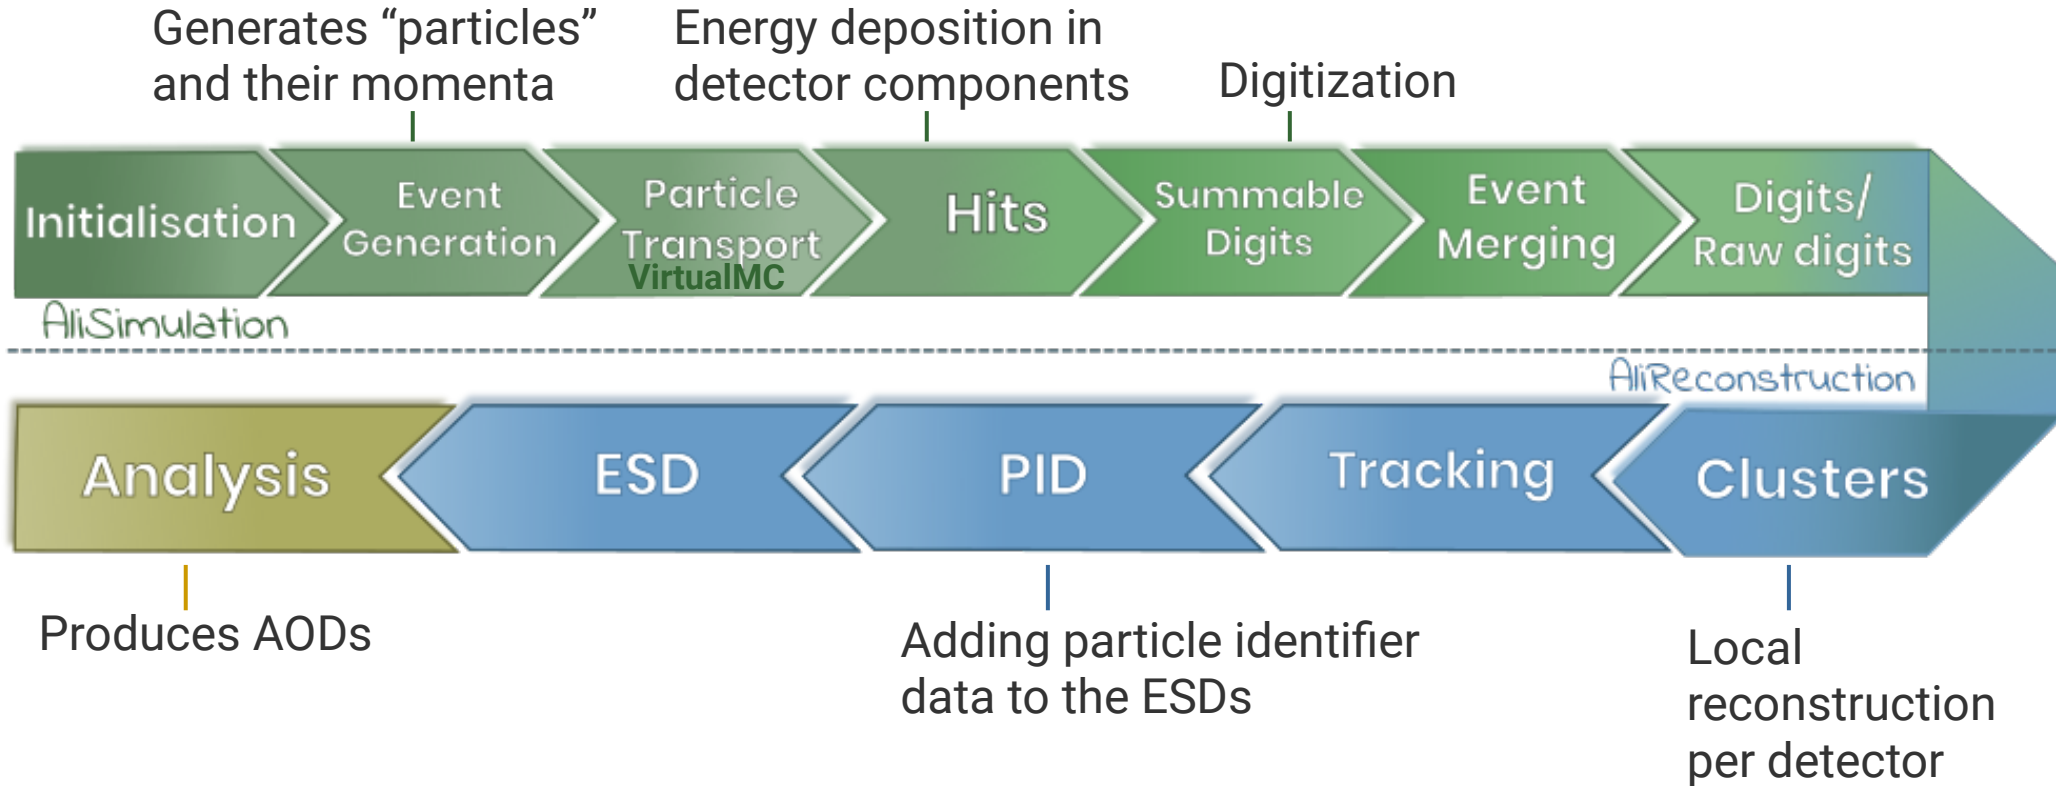 Generates “particles”
and their momenta
Energy deposition in
detector components
Digitization
Initialisation
Event
Generation
Particle
Transport
VirtualMC
Hits
Summable
Digits
Event
Merging
Digits/
Raw digits
AliSimulation
AliReconstruction
Clusters
Tracking
PID
ESD
Analysis
Produces AODs
Adding particle identifier
data to the ESDs
Local
reconstruction
per detector